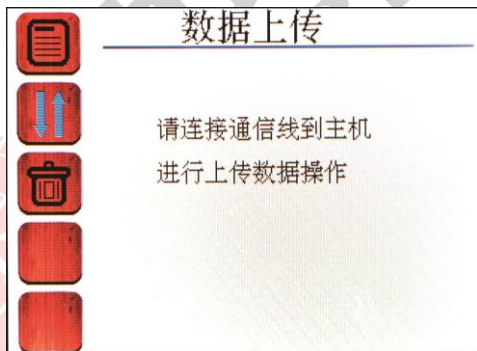 数据上传
请连接通信线到主机
进行上传数据操作